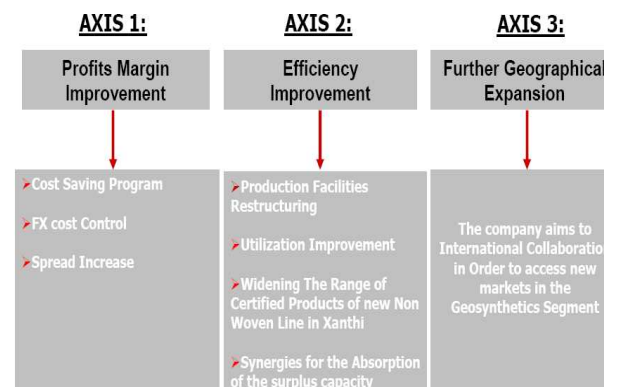 AXIS 1:
Profits Margin
Improvement
➢Cost Saving Program
➢FX cost Control
➢Spread Increase
AXIS 2:
Efficiency
Improvement
➢Production Facilities
Restructuring
➢Utilization Improvement
➢Widening The Range of
Certified Products of new Non
Woven Line in Xanthi
➢Synergies for the Absorption
of the surplus capacity
AXIS 3:
Further Geographical
Expansion
The company aims to
International Collaboratio
in Order to access new
markets in the
Geosynthetics Segment